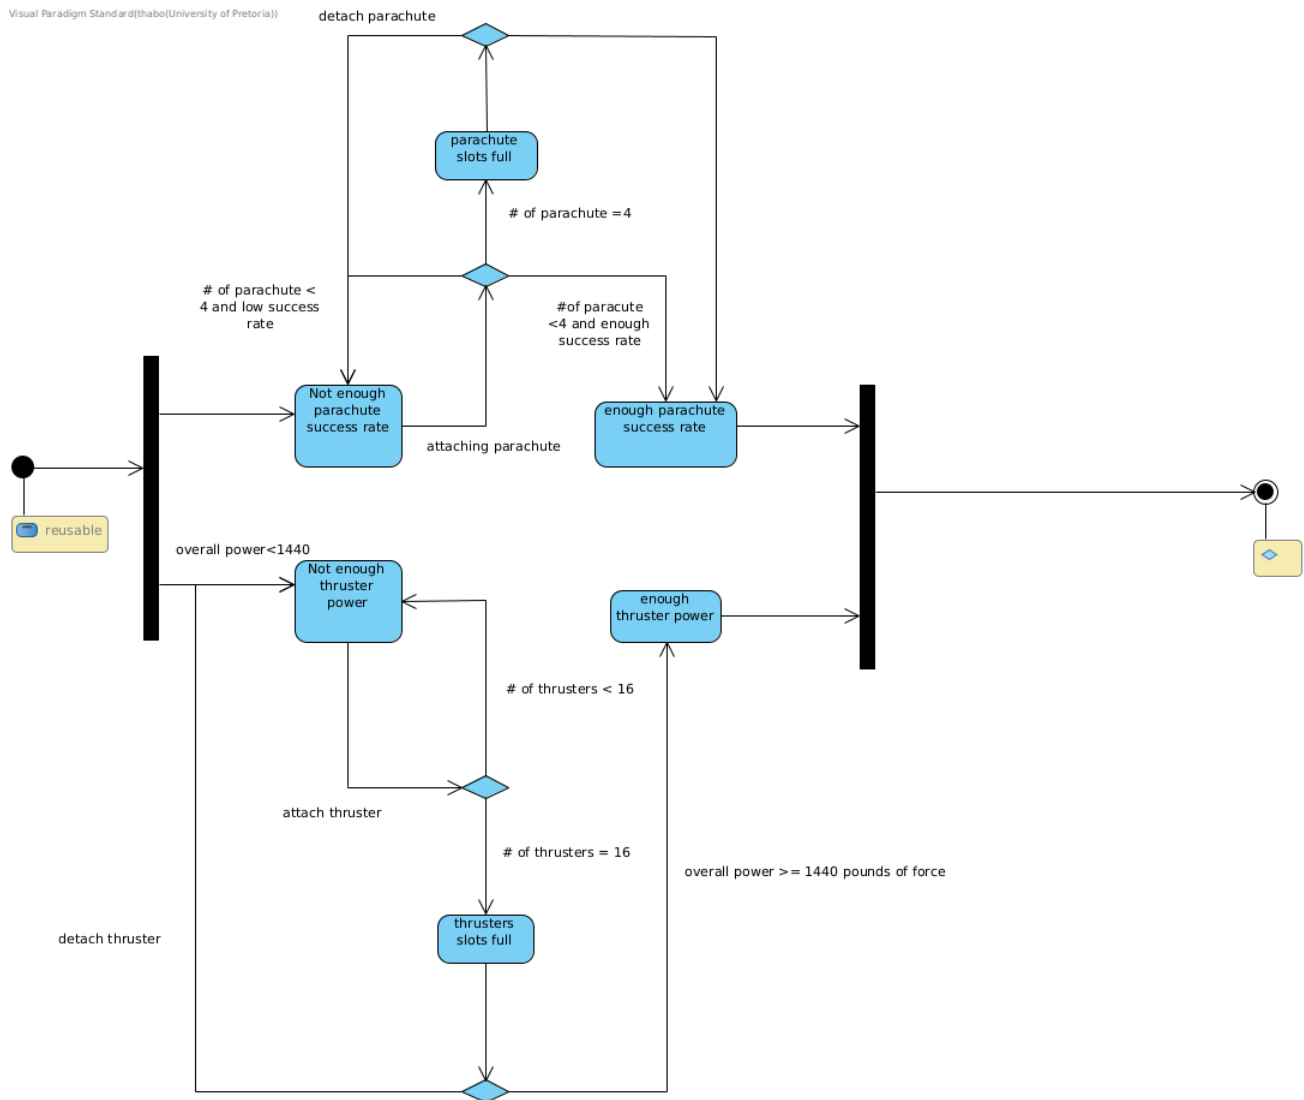 Visual Paradigm Standard(thabo(University of Pretoria))
detach parachute
parachute
slots full
# of parachute =4
# of parachute <
4 and low success
rate
#of paracute
<4 and enough
success rate
Not enough
parachute
success rate
enough parachute
success rate
attaching parachute
reusable
overall power<1440
Not enough
thruster
power
enough
thruster power
# of thrusters < 16
attach thruster
# of thrusters = 16
overall power >= 1440 pounds of force
thrusters
slots full
detach thruster